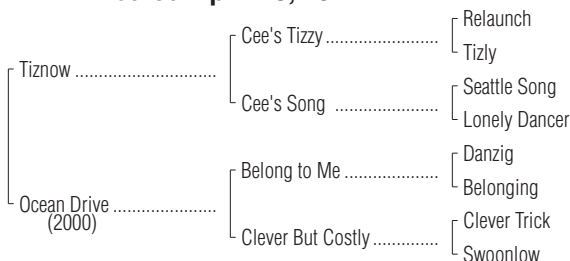 Relaunch
Cee's Tizzy ........................
Tizly
Tiznow ..............................
Seattle Song
Cee's Song ......................
Lonely Dancer
Danzig
Belong to Me ....................
Belonging
Ocean Drive ......................
(2000)
Clever Trick
Clever But Costly..............
Swoonlow